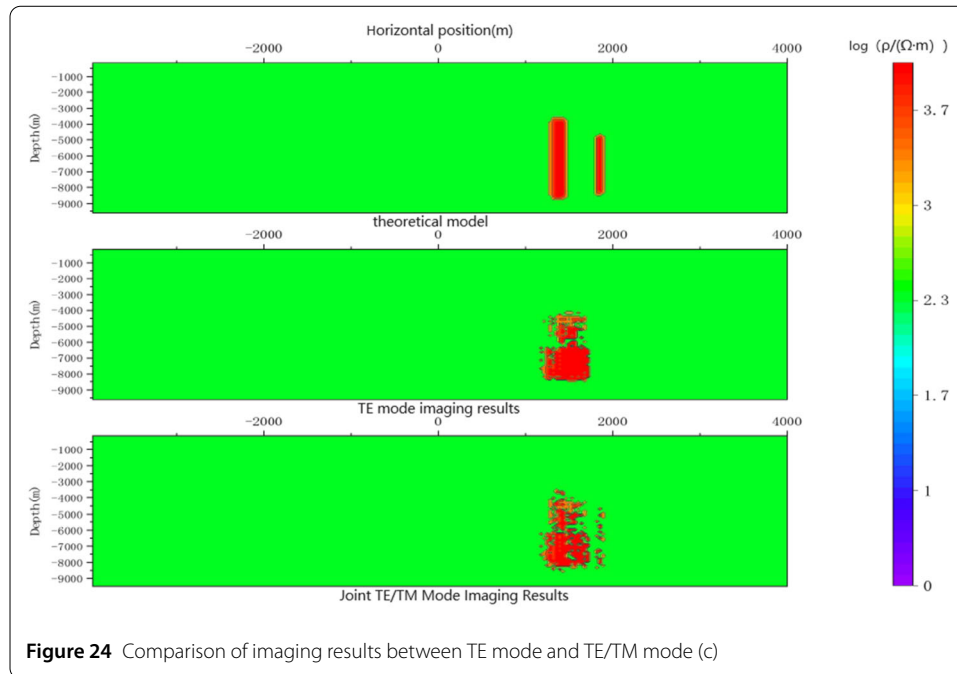 Horizontal position(m)
-2000 0 2000 4000
log (ρ/(Ω·m) )
-1000
-2000
-3000
-4000
-5000
-6000
-7000
-8000
-9000
Depth(m)
theoretical model
-2000 0 2000 4000
-1000
-2000
-3000
-4000
-5000
-6000
-7000
-8000
-9000
Depth(m)
TE mode imaging results
-2000 0 2000 4000
-1000
-2000
-3000
-4000
-5000
-6000
-7000
-8000
-9000
Depth(m)
Joint TE/TM Mode Imaging Results
3.7
3
2.3
1.7
1
0
Figure 24 Comparison of imaging results between TE mode and TE/TM mode (c)